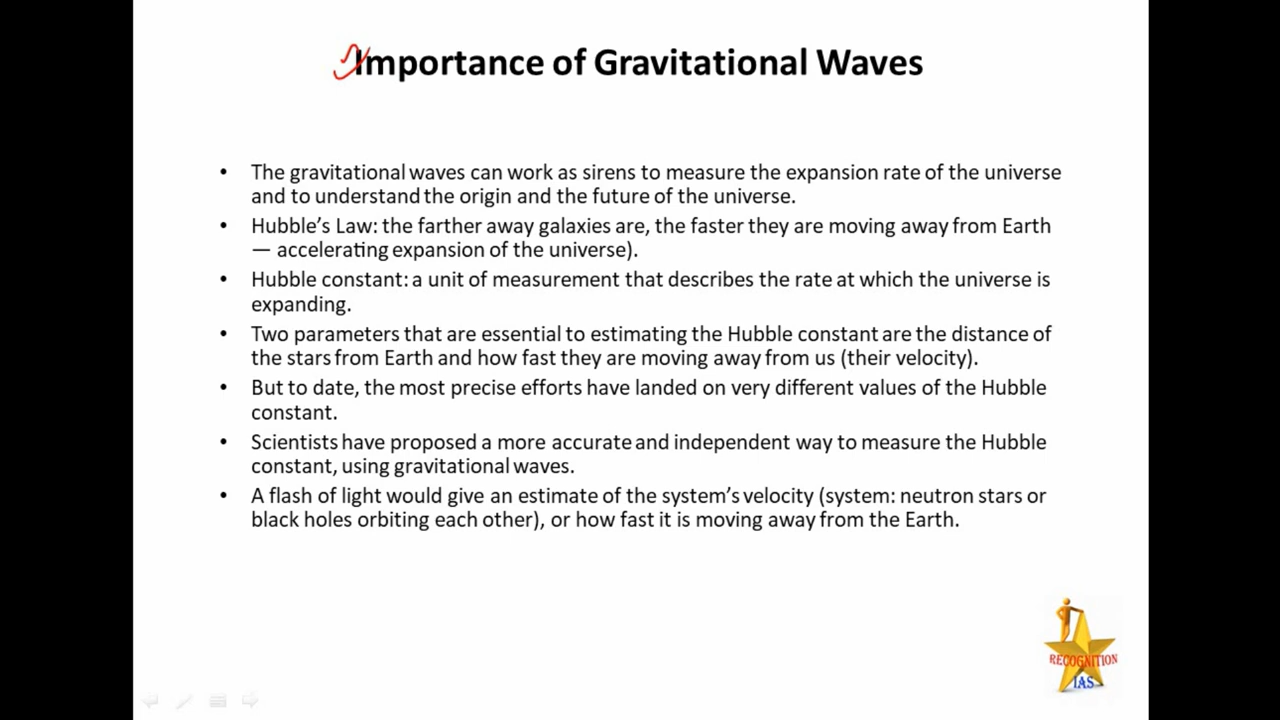 Importance of Gravitational Waves
• The gravitational waves can work as sirens to measure the expansion rate of the universe
and to understand the origin and the future of the universe.
• Hubble’s Law: the farther away galaxies are, the faster they are moving away from Earth
— accelerating expansion of the universe).
• Hubble constant: a unit of measurement that describes the rate at which the universe is
expanding.
• Two parameters that are essential to estimating the Hubble constant are the distance of
the stars from Earth and how fast they are moving away from us (their velocity).
• But to date, the most precise efforts have landed on very different values of the Hubble
constant.
• Scientists have proposed a more accurate and independent way to measure the Hubble
constant, using gravitational waves.
• A flash of light would give an estimate of the system’s velocity (system: neutron stars or
black holes orbiting each other), or how fast it is moving away from the Earth.
RECOGNITION
IAS